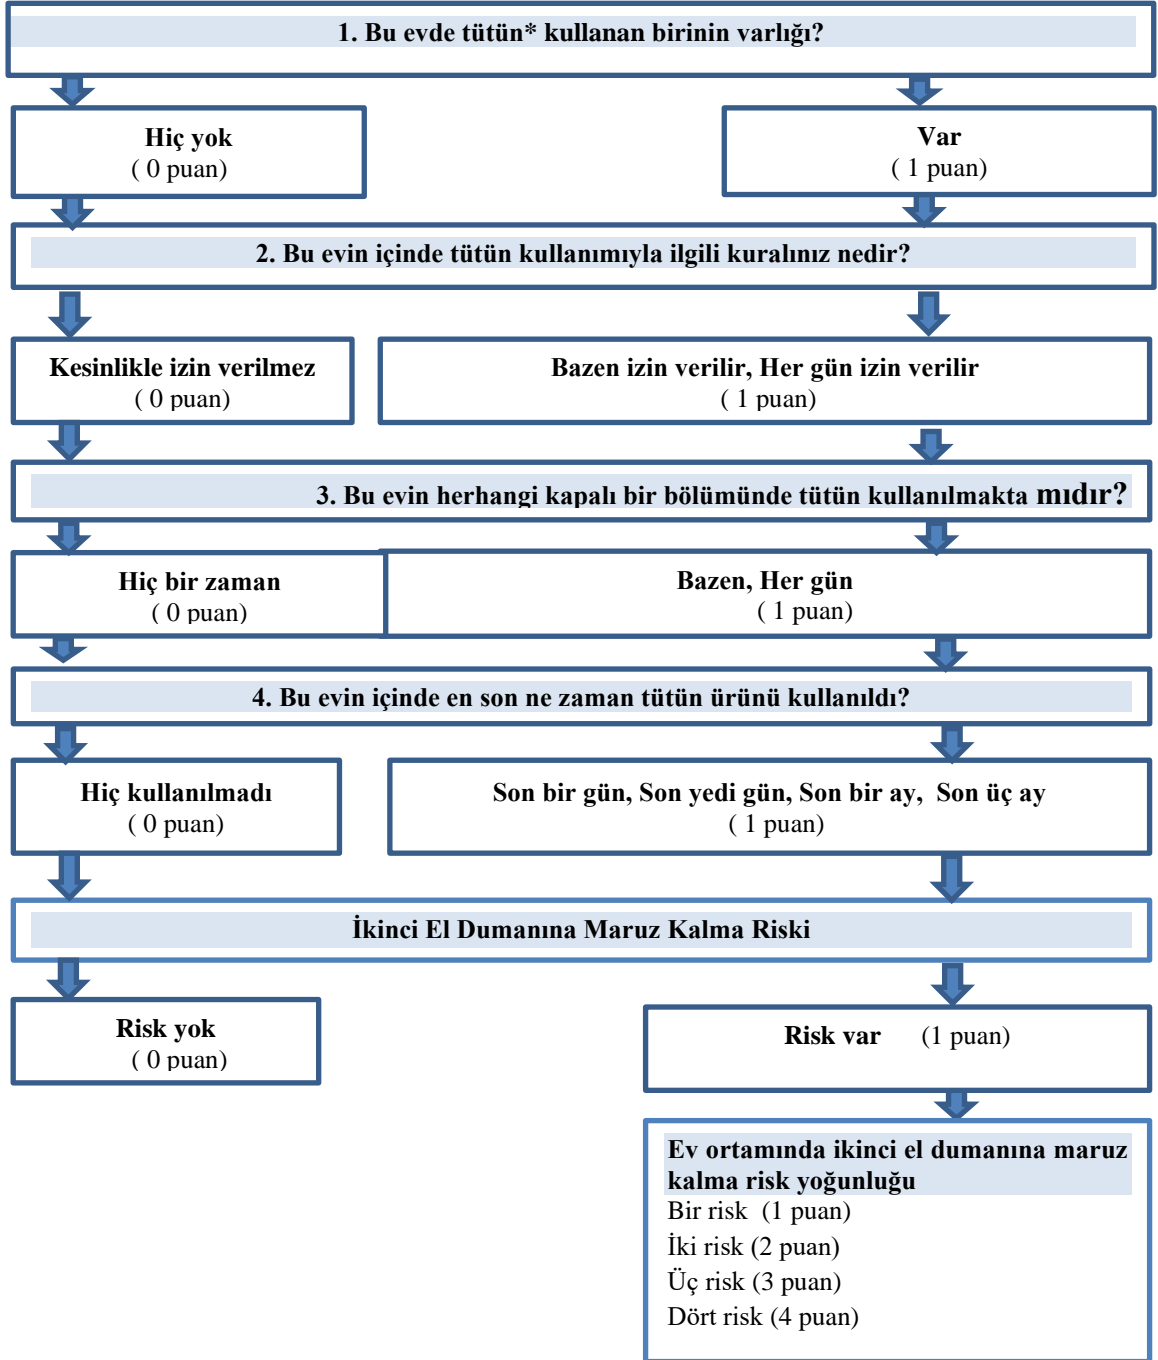 1. Bu evde tütün* kullanan birinin varlığı?
Hiç yok
( 0 puan)
Var
( 1 puan)
2. Bu evin içinde tütün kullanımıyla ilgili kuralınız nedir?
Kesinlikle izin verilmez
( 0 puan)
Bazen izin verilir, Her gün izin verilir
( 1 puan)
3. Bu evin herhangi kapalı bir bölümünde tütün kullanılmakta mıdır?
Hiç bir zaman
( 0 puan)
Bazen, Her gün
( 1 puan)
4. Bu evin içinde en son ne zaman tütün ürünü kullanıldı?
Hiç kullanılmadı
( 0 puan)
Son bir gün, Son yedi gün, Son bir ay, Son üç ay
( 1 puan)
İkinci El Dumanına Maruz Kalma Riski
Risk yok
( 0 puan)
Risk var (1 puan)
Ev ortamında ikinci el dumanına maruz
kalma risk yoğunluğu
Bir risk (1 puan)
İki risk (2 puan)
Üç risk (3 puan)
Dört risk (4 puan)